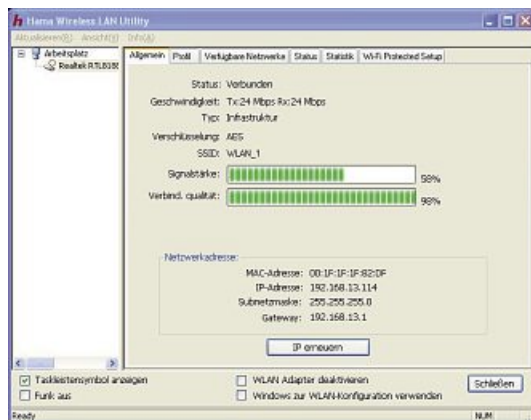 Hama Wireless LAN Utility
Aktualisieren(R) Ansicht(Y) Info(A)
Arbeitsplatz
Realtek RTL8188
Allgemein Profil Verfügbare Netzwerke Status Statistik Wi-Fi Protected Setup
Status: Verbunden
Geschwindigkeit: Tx:24 Mbps Rx:24 Mbps
Typ: Infrastruktur
Verschlüsselung: AES
SSID: WLAN_1
Signalstärke: 58%
Verbind. qualität: 98%
Netzwerkadresse:
MAC-Adresse: 00:1F:1F:1F:82:DF
IP-Adresse: 192.168.13.114
Subnetzmaske: 255.255.255.0
Gateway: 192.168.13.1
IP erneuern
Taskleistensymbol anzeigen
WLAN Adapter deaktivieren
Funk aus
Windows zur WLAN-Konfiguration verwenden
Schließen
Ready
NUM